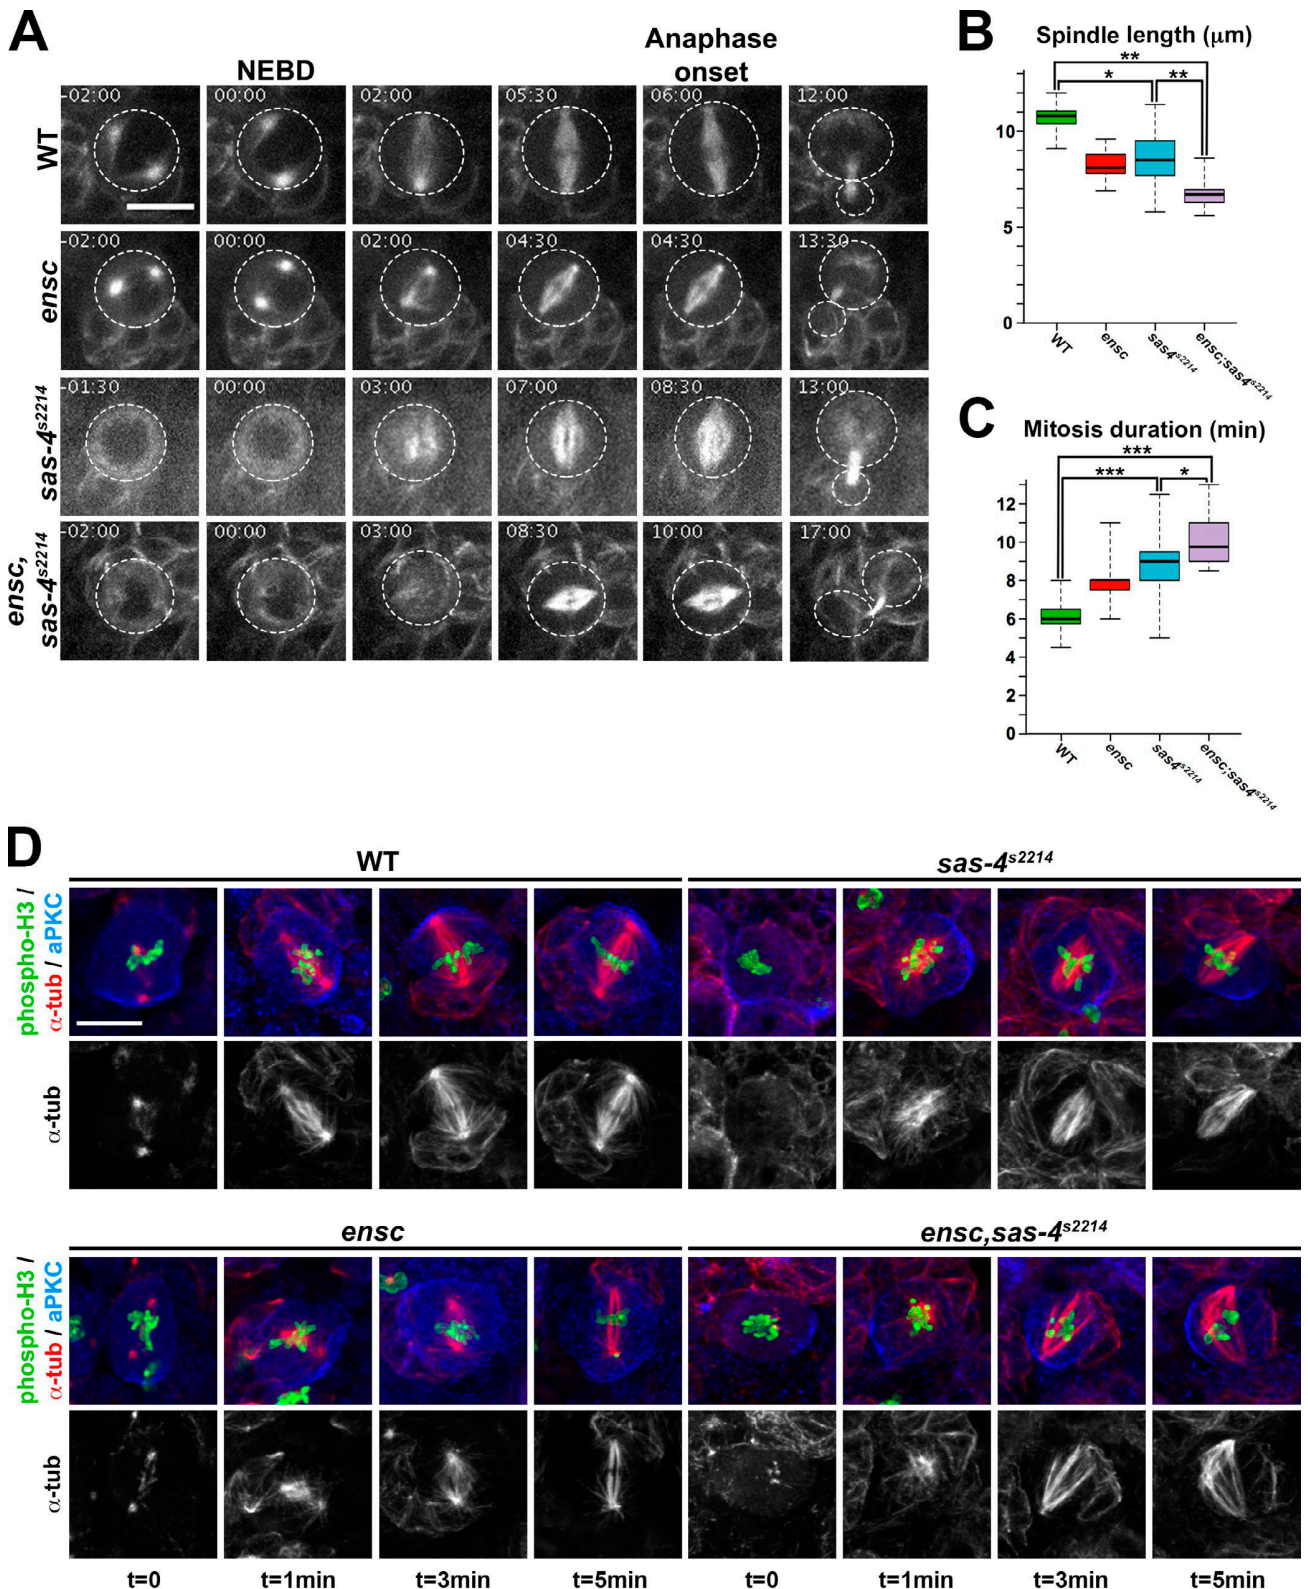 A
NEBD
Anaphase
onset
WT
-02:00
00:00
02:00
05:30
06:00
12:00
ensc
-02:00
00:00
02:00
04:30
04:30
13:30
sas-4s2214
-01:30
00:00
03:00
07:00
08:30
13:00
ensc,
sas-4s2214
-02:00
00:00
03:00
08:30
10:00
17:00
B
Spindle length (μm)
**
* **
10
5
0
WT
ensc
sas4s2214
ensc;sas4s2214
C
Mitosis duration (min)
***
*** *
12
10
8
6
4
2
0
WT
ensc
sas4s2214
ensc;sas4s2214
D
WT
sas-4s2214
phospho-H3 /
α-tub / aPKC
α-tub
ensc
ensc,sas-4s2214
phospho-H3 /
α-tub / aPKC
α-tub
t=0 t=1min t=3min t=5min t=0 t=1min t=3min t=5min